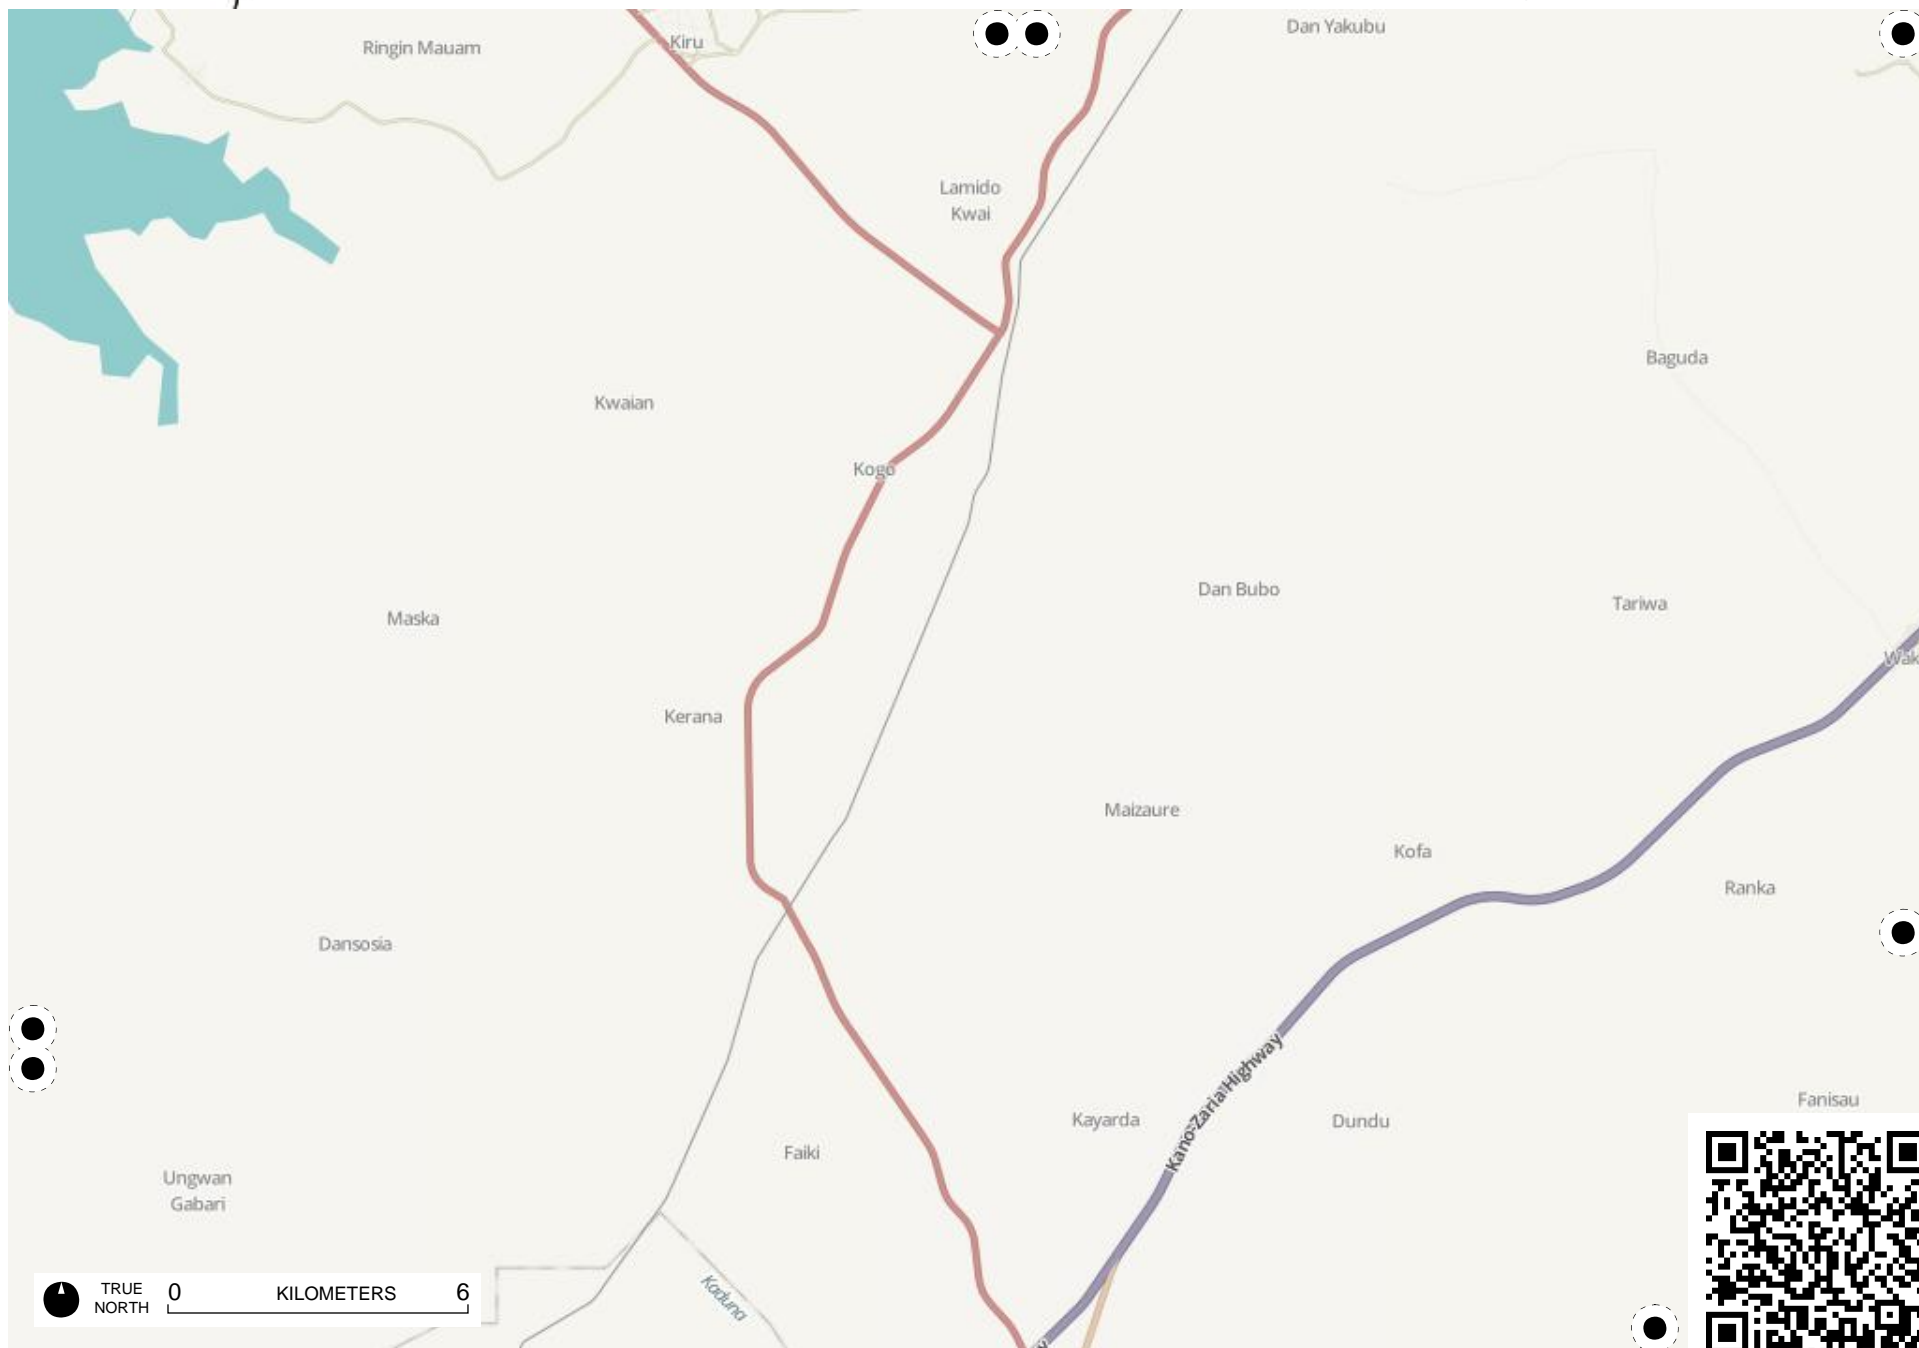 Dan Yakubu
Ringin Mauam
Kiru
Lamido
Kwai
Baguda
Kwaian
Kogo
Dan Bubo
Tariwa
Maska
Wak
Kerana
Maizaure
Kofa
Ranka
Dansosia
Kano-Zaria Highway
Fanisau
Kayarda
Dundu
Faiki
Ungwan
Gabari
Kaduna
TRUE
NORTH
0 KILOMETERS 6